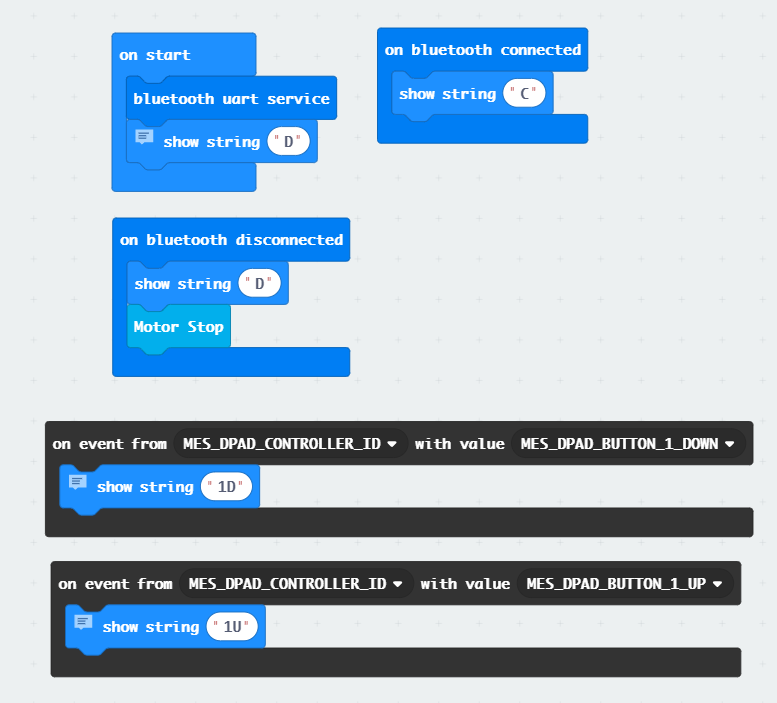 on start
bluetooth uart service
show string "D"
on bluetooth connected
show string "C"
on bluetooth disconnected
show string "D"
Motor Stop
on event from MES_DPAD_CONTROLLER_ID with value MES_DPAD_BUTTON_1_DOWN
show string "1D"
on event from MES_DPAD_CONTROLLER_ID with value MES_DPAD_BUTTON_1_UP
show string "1U"